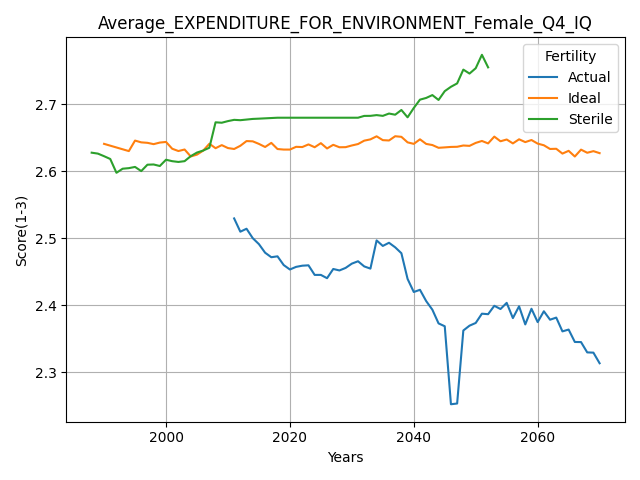 Average_EXPENDITURE_FOR_ENVIRONMENT_Female_Q4_IQ
Fertility
Actual
Ideal
Sterile
Score(1-3)
2.7
2.6
2.5
2.4
2.3
2000
2020
2040
2060
Years